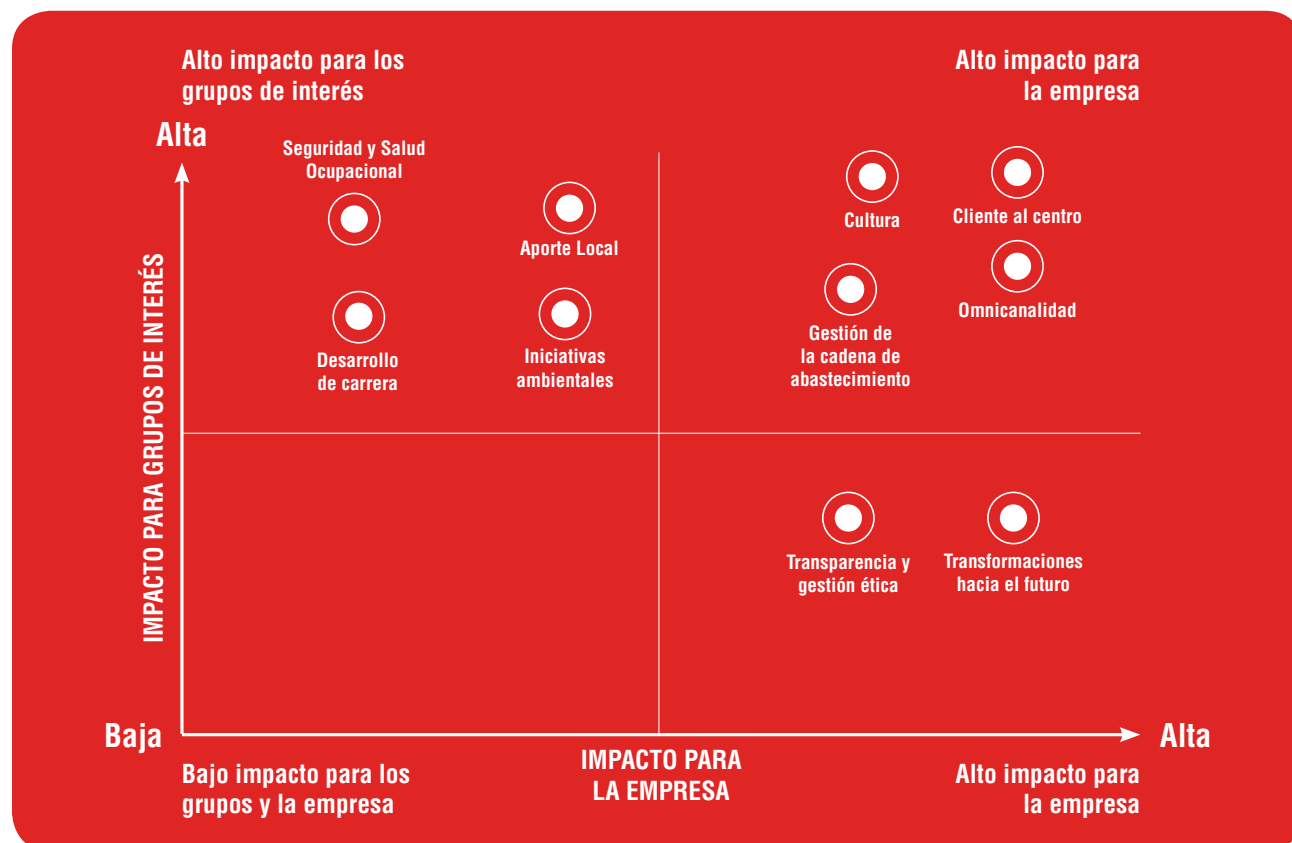 Alto impacto para los
grupos de interés
Alto impacto para
la empresa
Alta
Seguridad y Salud
Ocupacional
Aporte Local
Cultura
Cliente al centro
Desarrollo
de carrera
Iniciativas
ambientales
Gestión de
la cadena de
abastecimiento
Omnicanalidad
IMPACTO PARA GRUPOS DE INTERÉS
Transparencia y
gestión ética
Transformaciones
hacia el futuro
Baja
Alta
IMPACTO PARA
LA EMPRESA
Bajo impacto para los
grupos y la empresa
Alto impacto para
la empresa